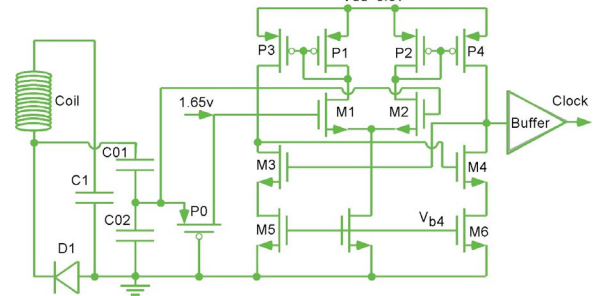 P3
P1
P2
P4
Coil
1.65v
M1
M2
Clock
Buffer
C01
M3
M4
C1
P0
C02
Vb4
M5
M6
D1